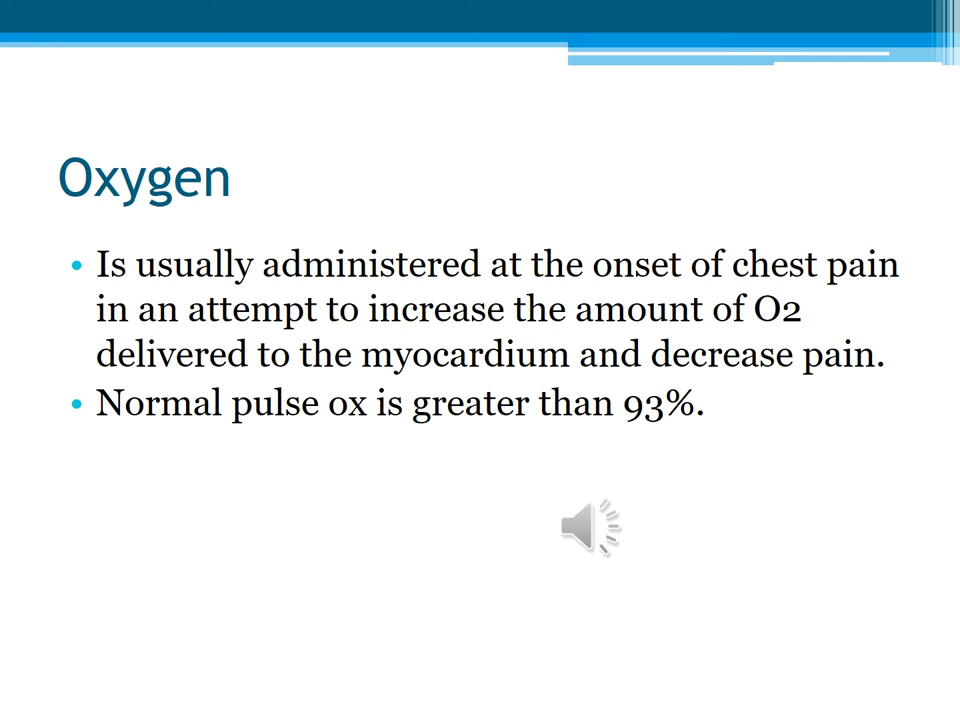 Oxygen
• Is usually administered at the onset of chest pain
in an attempt to increase the amount of O2
delivered to the myocardium and decrease pain.
• Normal pulse ox is greater than 93%.